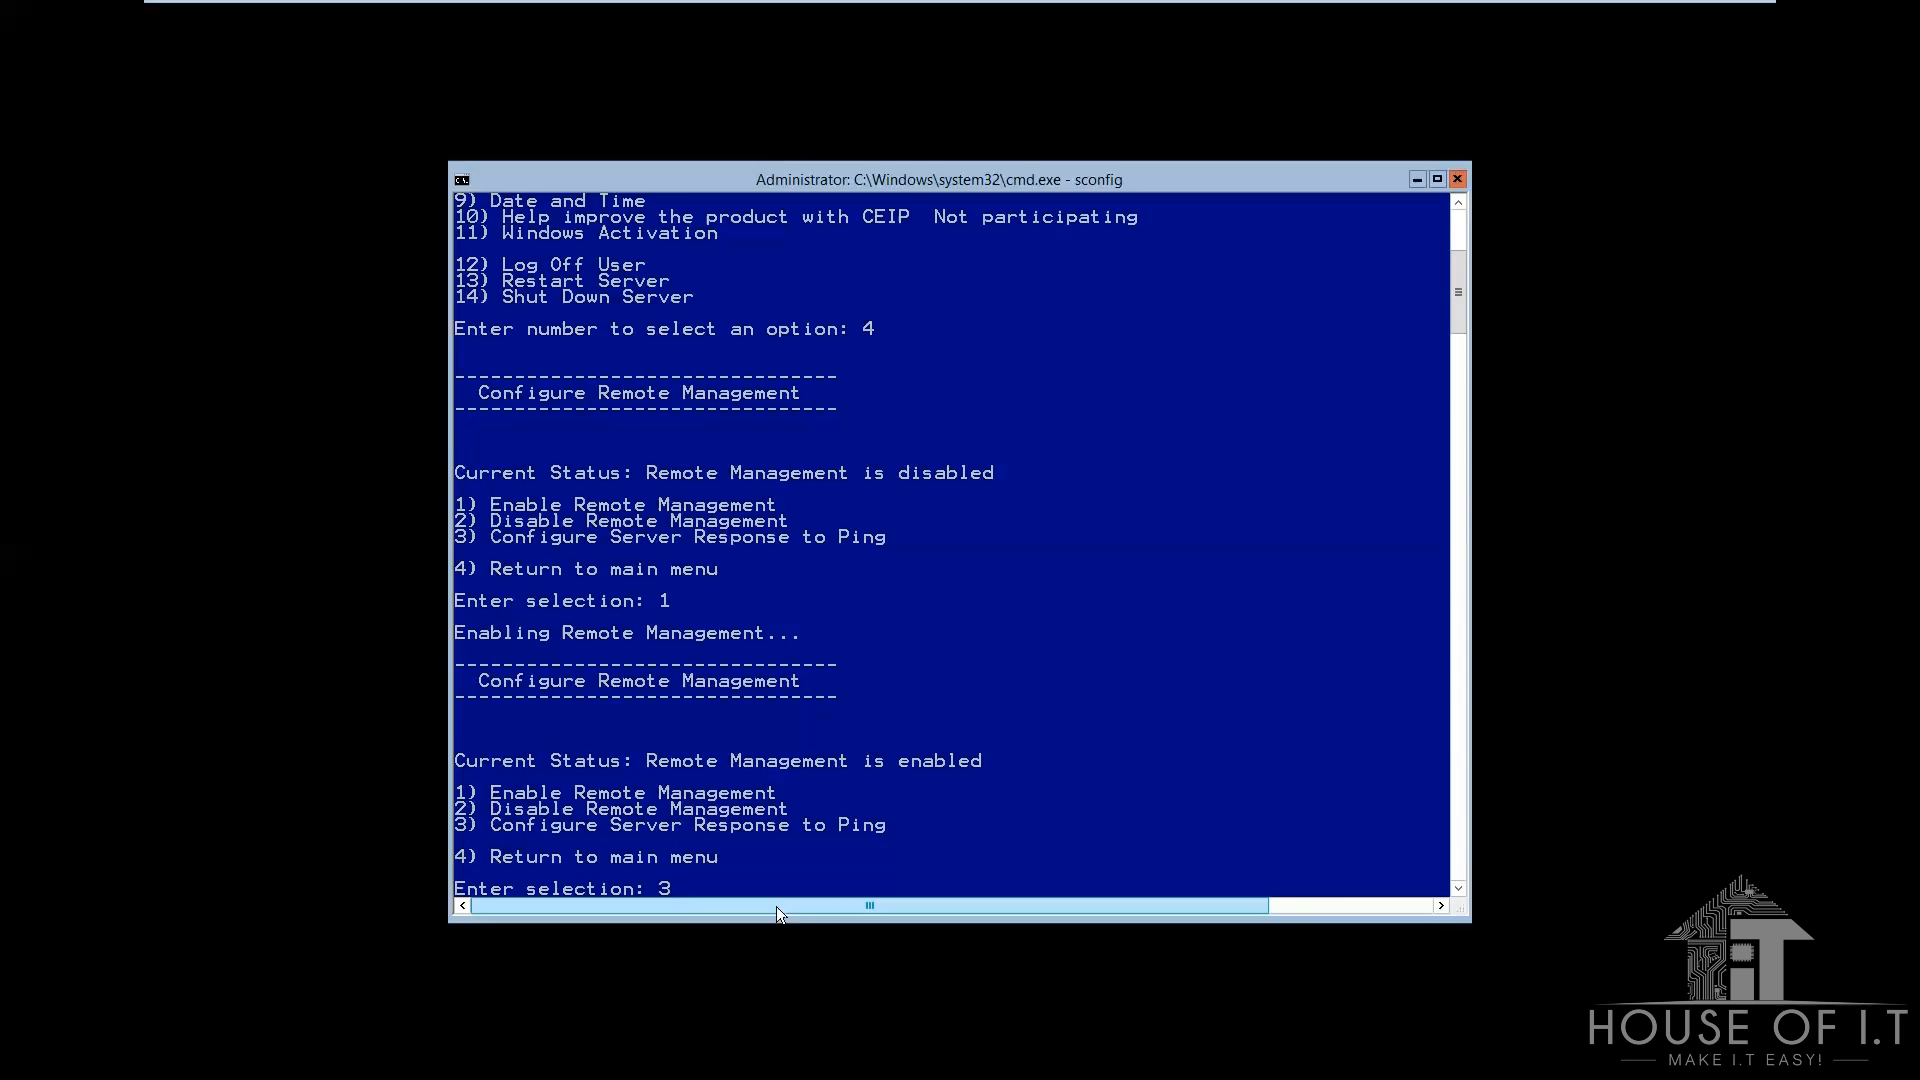 Administrator: C:\Windows\system32\cmd.exe - sconfig
9) Date and Time
10) Help improve the product with CEIP  Not participating
11) Windows Activation
12) Log Off User
13) Restart Server
14) Shut Down Server
Enter number to select an option: 4
--------------------------------
Configure Remote Management
--------------------------------
Current Status: Remote Management is disabled
1) Enable Remote Management
2) Disable Remote Management
3) Configure Server Response to Ping
4) Return to main menu
Enter selection: 1
Enabling Remote Management...
--------------------------------
Configure Remote Management
--------------------------------
Current Status: Remote Management is enabled
1) Enable Remote Management
2) Disable Remote Management
3) Configure Server Response to Ping
4) Return to main menu
Enter selection: 3
iT
HOUSE OF I.T
MAKE I.T EASY!